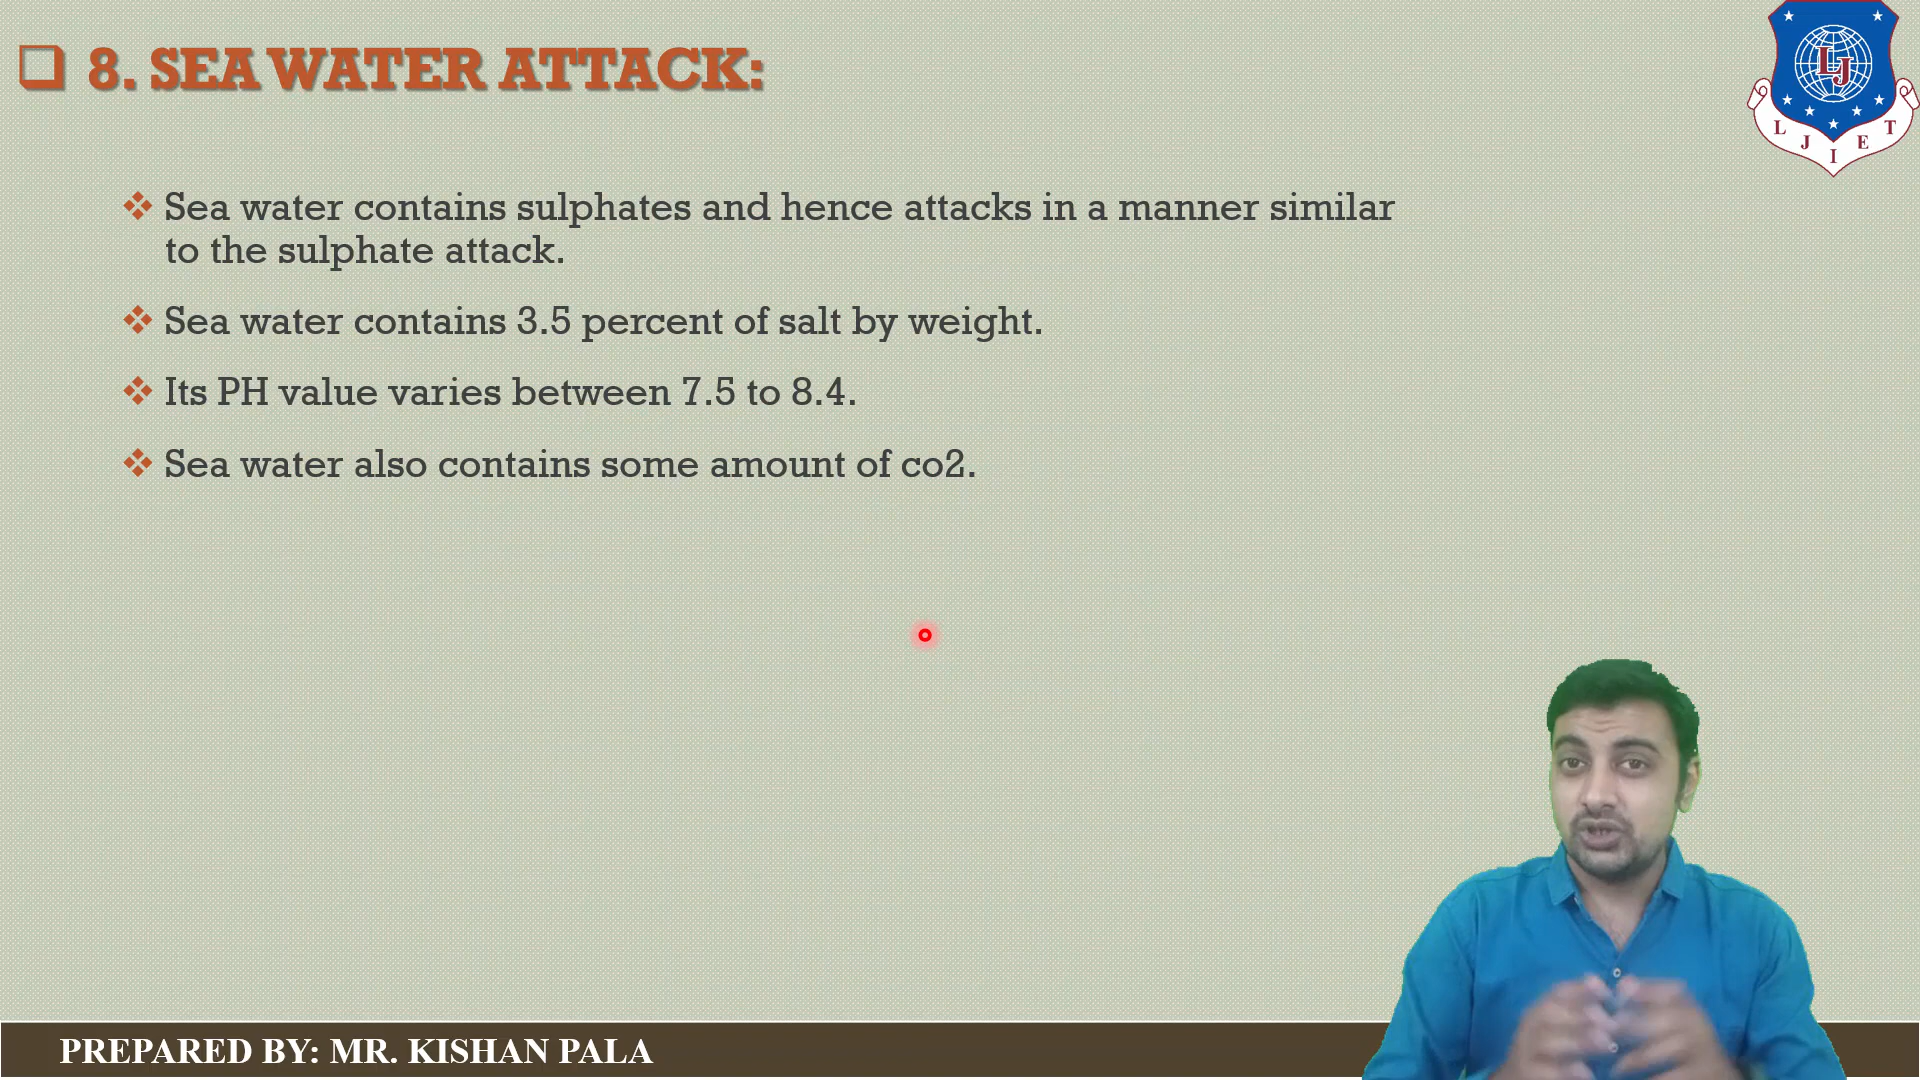 8. SEA WATER ATTACK:
Sea water contains sulphates and hence attacks in a manner similar
to the sulphate attack.
Sea water contains 3.5 percent of salt by weight.
Its PH value varies between 7.5 to 8.4.
Sea water also contains some amount of co2.
LJ
L J I E T
PREPARED BY: MR. KISHAN PALA